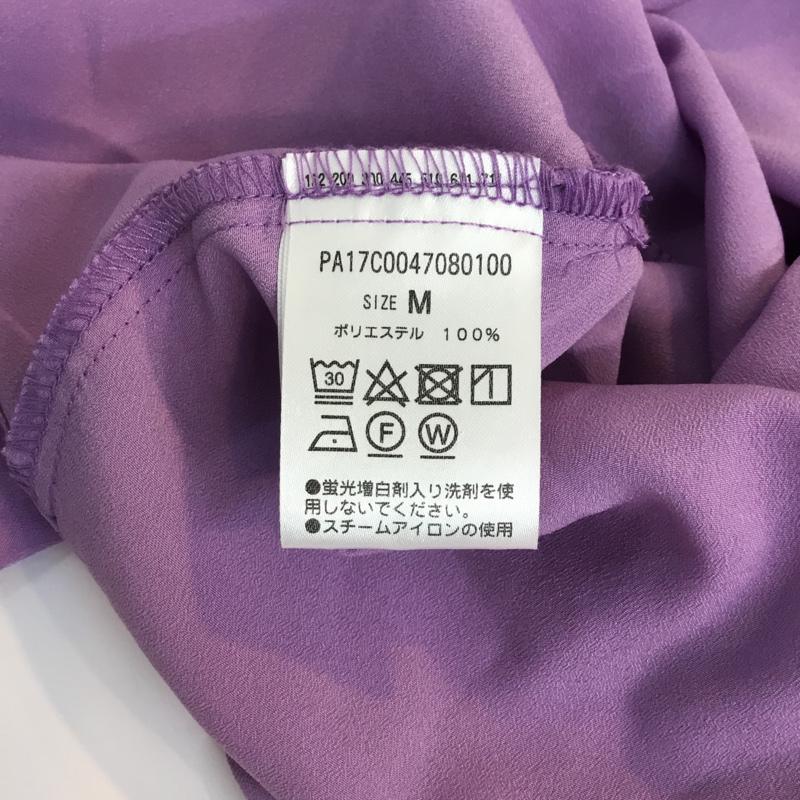 PA17C0047080100
SIZE M
ポリエステル 100%
30
F W
●蛍光増白剤入り洗剤を使
用しないでください。
●スチームアイロンの使用